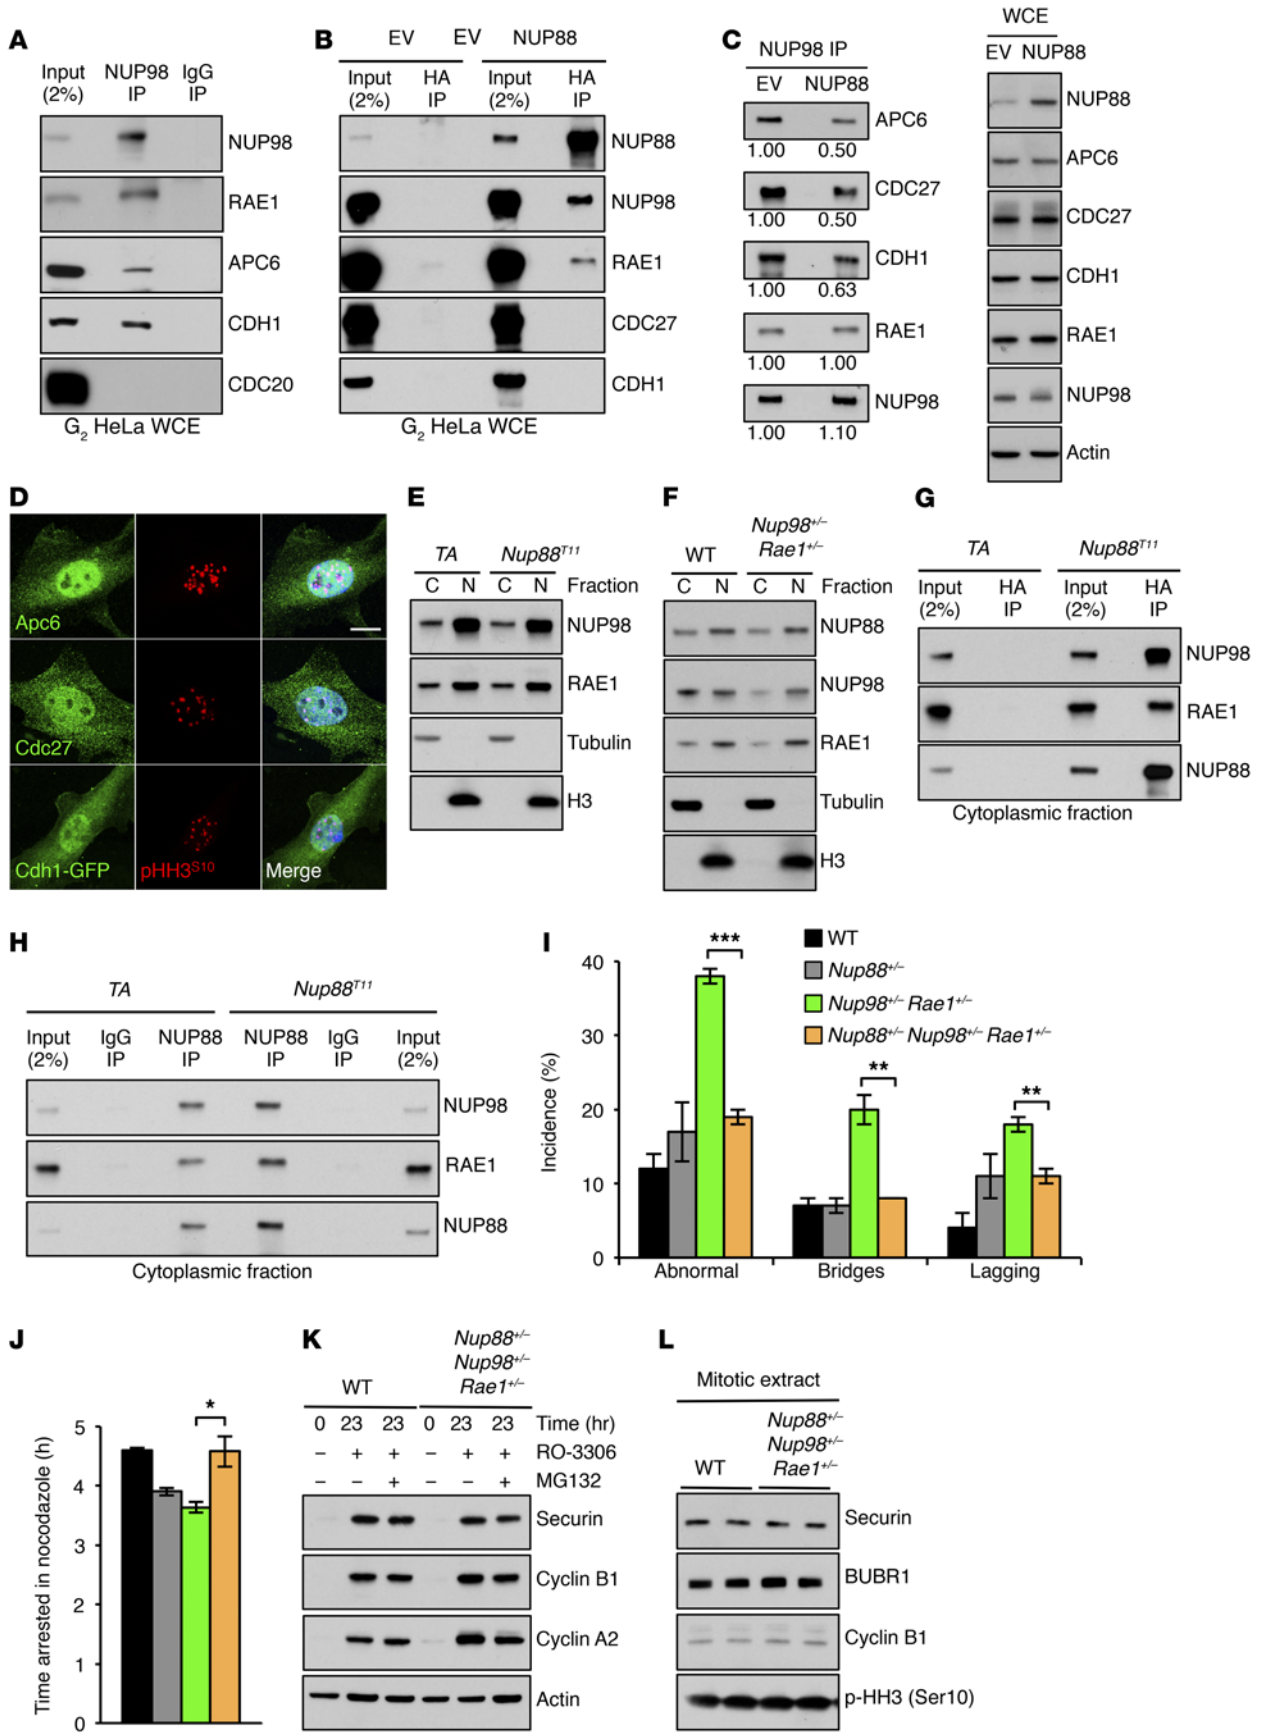 A
Input (2%) NUP98 IP IgG IP
NUP98
RAE1
APC6
CDH1
CDC20
G2 HeLa WCE
B
EV EV NUP88
Input (2%) HA IP Input (2%) HA IP
NUP88
NUP98
RAE1
CDC27
CDH1
G2 HeLa WCE
C
NUP98 IP
EV NUP88
APC6
1.00 0.50
CDC27
1.00 0.50
CDH1
1.00 0.63
RAE1
1.00 1.00
NUP98
1.00 1.10
WCE
EV NUP88
NUP88
APC6
CDC27
CDH1
RAE1
NUP98
Actin
D
Apc6
Cdc27
Cdh1-GFP pHH3S10 Merge
E
TA Nup88T11
C N C N Fraction
NUP98
RAE1
Tubulin
H3
F
WT Nup98+/– Rae1+/–
C N C N Fraction
NUP88
NUP98
RAE1
Tubulin
H3
G
TA Nup88T11
Input (2%) HA IP Input (2%) HA IP
NUP98
RAE1
NUP88
Cytoplasmic fraction
H
TA Nup88T11
Input (2%) IgG IP NUP88 IP NUP88 IP IgG IP Input (2%)
NUP98
RAE1
NUP88
Cytoplasmic fraction
I
WT
Nup88+/–
Nup98+/– Rae1+/–
Nup88+/– Nup98+/– Rae1+/–
*** ** **
Incidence (%)
40
30
20
10
0
Abnormal Bridges Lagging
J
*
Time arrested in nocodazole (h)
5
4
3
2
1
0
K
WT Nup88+/– Nup98+/– Rae1+/–
0 23 23 0 23 23 Time (hr)
– + + – + + RO-3306
– – + – – + MG132
Securin
Cyclin B1
Cyclin A2
Actin
L
Mitotic extract
WT Nup88+/– Nup98+/– Rae1+/–
Securin
BUBR1
Cyclin B1
p-HH3 (Ser10)